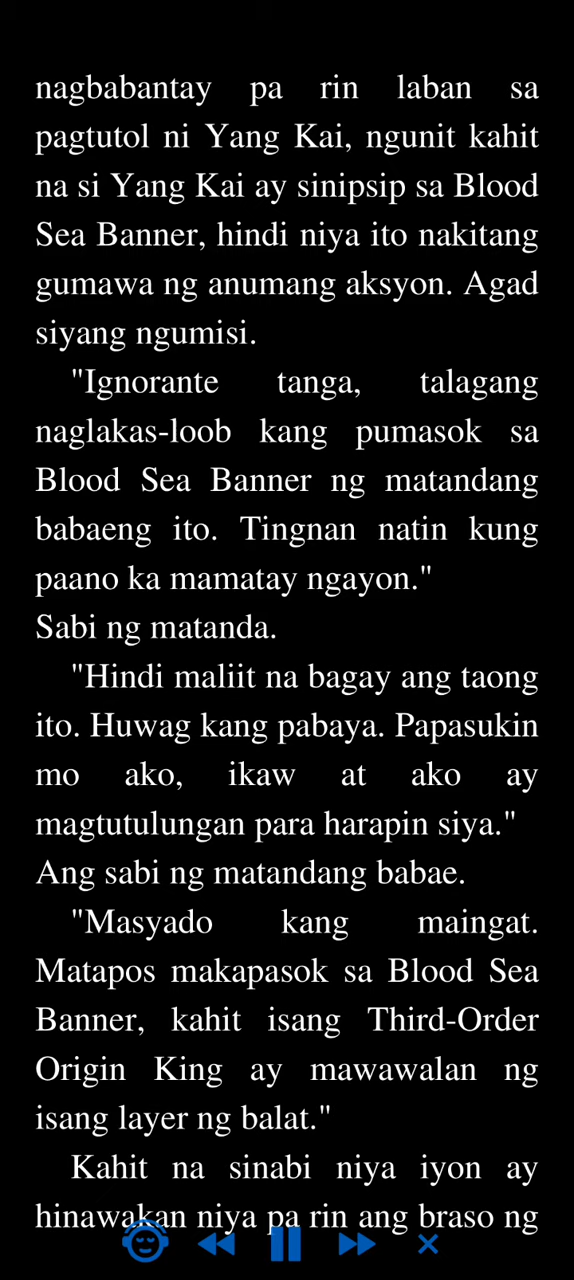 nagbabantay pa rin laban sa
pagtutol ni Yang Kai, ngunit kahit
na si Yang Kai ay sinipsip sa Blood
Sea Banner, hindi niya ito nakitang
gumawa ng anumang aksyon. Agad
siyang ngumisi.
"Ignorante tanga, talagang
naglakas-loob kang pumasok sa
Blood Sea Banner ng matandang
babaeng ito. Tingnan natin kung
paano ka mamatay ngayon."
Sabi ng matanda.
"Hindi maliit na bagay ang taong
ito. Huwag kang pabaya. Papasukin
mo ako, ikaw at ako ay
magtutulungan para harapin siya."
Ang sabi ng matandang babae.
"Masyado kang maingat.
Matapos makapasok sa Blood Sea
Banner, kahit isang Third-Order
Origin King ay mawawalan ng
isang layer ng balat."
Kahit na sinabi niya iyon ay
hinawakan niya pa rin ang braso ng